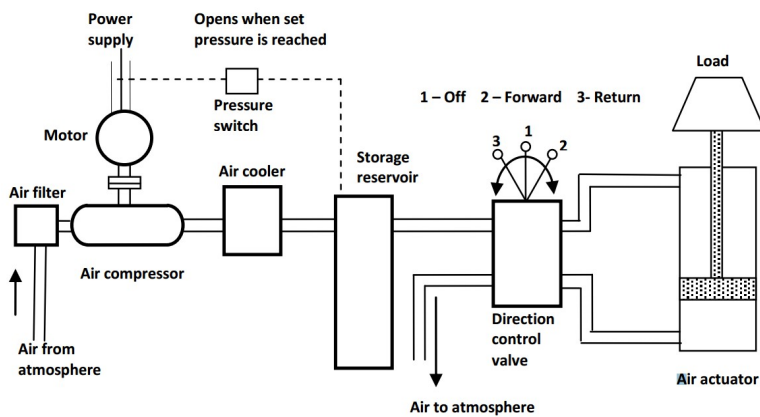 Power
supply
Opens when set
pressure is reached
Load
Pressure
switch
1 – Off 2 – Forward 3- Return
Motor
1
3
2
Air cooler
Storage
reservoir
Air filter
Air compressor
Direction
control
valve
Air from
atmosphere
Air to atmosphere
Air actuator